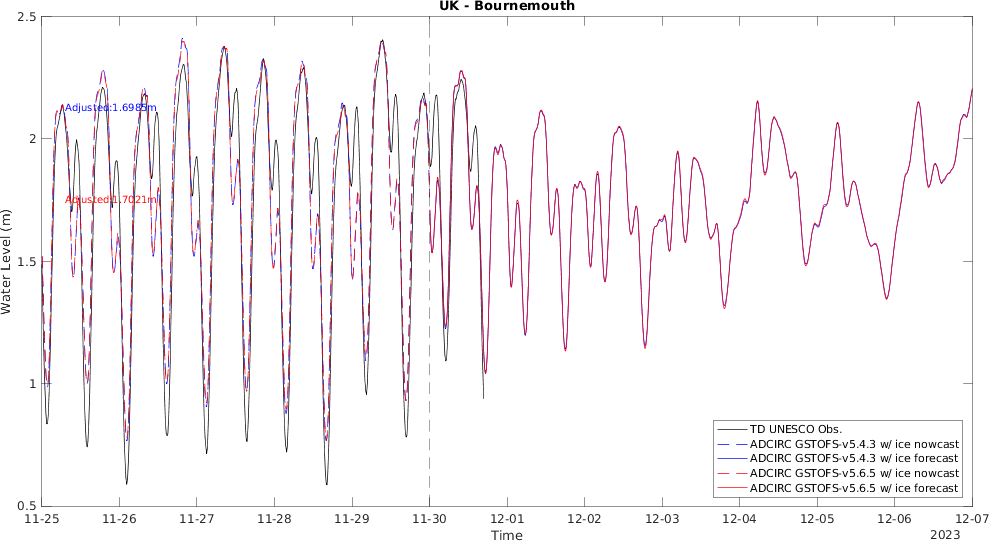 UK - Bournemouth
2.5
2
1.5
1
0.5
Water Level (m)
Adjusted:1.6985m
Adjusted:1.7021m
TD UNESCO Obs.
ADCIRC GSTOFS-v5.4.3 w/ ice nowcast
ADCIRC GSTOFS-v5.4.3 w/ ice forecast
ADCIRC GSTOFS-v5.6.5 w/ ice nowcast
ADCIRC GSTOFS-v5.6.5 w/ ice forecast
11-25 11-26 11-27 11-28 11-29 11-30 12-01 12-02 12-03 12-04 12-05 12-06 12-07
Time
2023